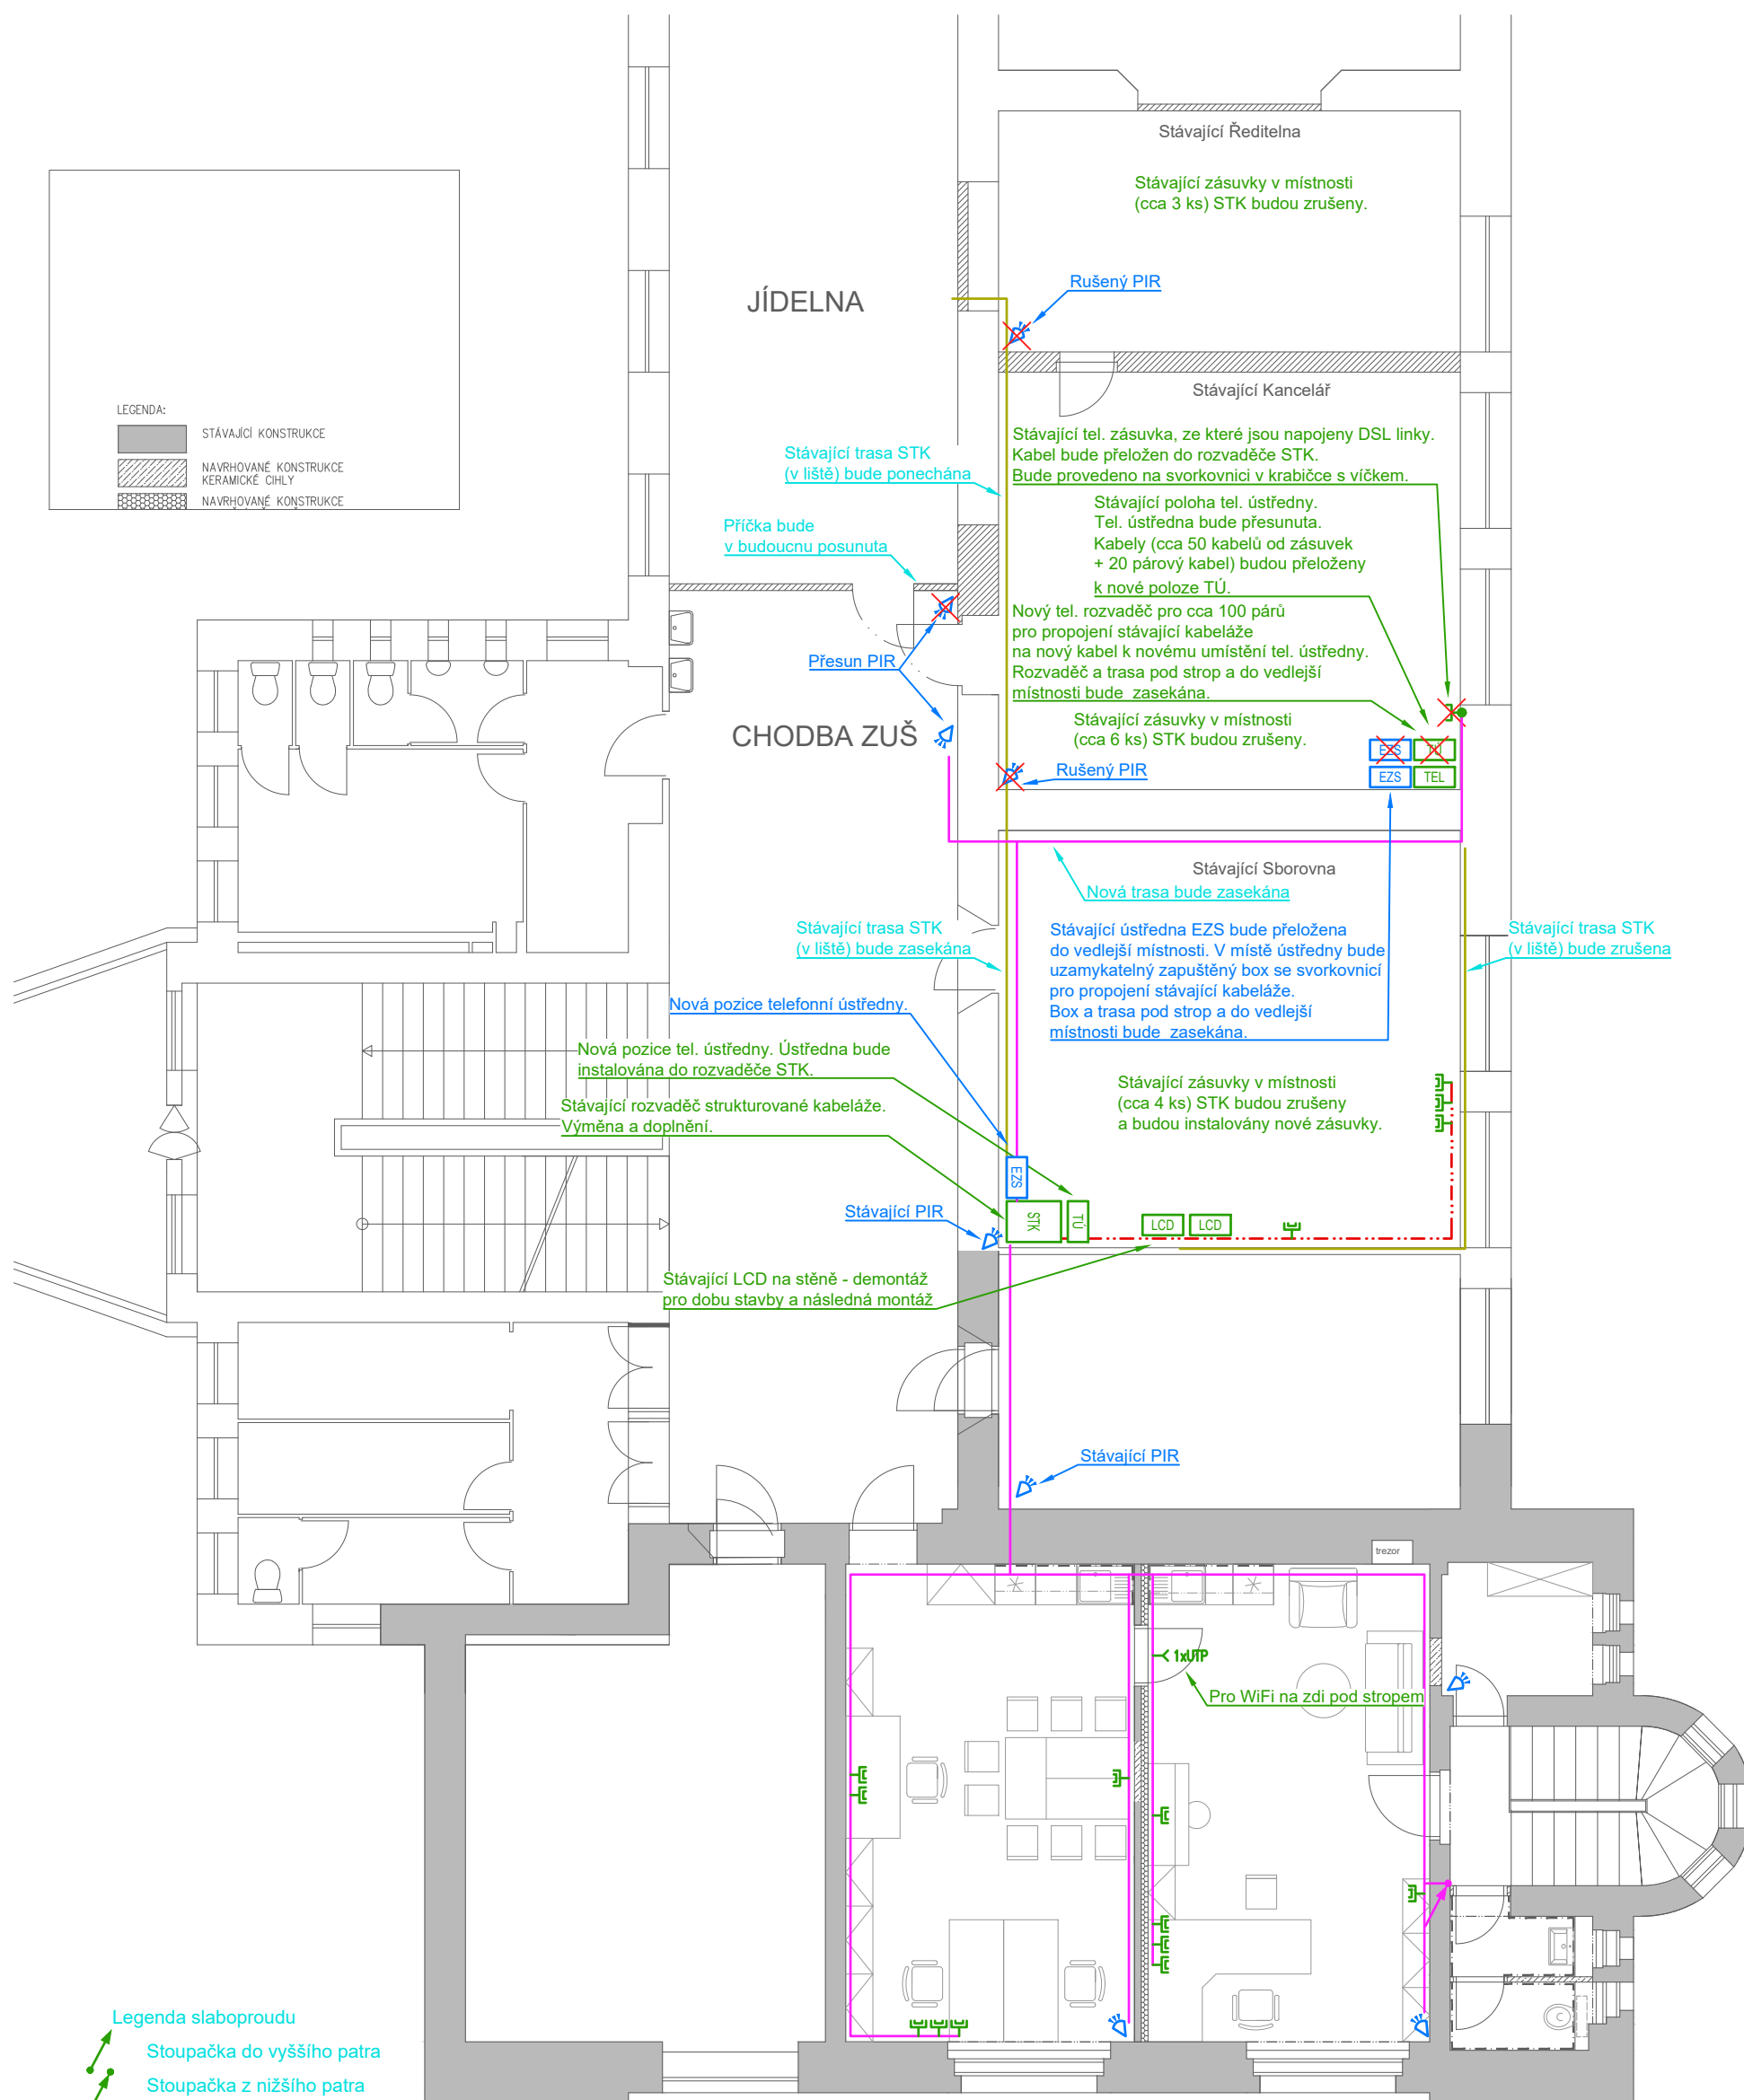 Stávající Ředitelna
Stávající zásuvky v místnosti
(cca 3 ks) STK budou zrušeny.
Rušený PIR
JÍDELNA
Stávající Kancelář
LEGENDA:
STÁVAJÍCÍ KONSTRUKCE
NAVRHOVANÉ KONSTRUKCE
KERAMICKÉ CIHLY
NAVRHOVANÉ KONSTRUKCE
Stávající trasa STK
(v liště) bude ponechána
Stávající tel. zásuvka, ze které jsou napojeny DSL linky.
Kabel bude přeložen do rozvaděče STK.
Bude provedeno na svorkovnici v krabičce s víčkem.
Stávající poloha tel. ústředny.
Tel. ústředna bude přesunuta.
Kabely (cca 50 kabelů od zásuvek
+ 20 párový kabel) budou přeloženy
k nové poloze TÚ.
Příčka bude
v budoucnu posunuta
Nový tel. rozvaděč pro cca 100 párů
pro propojení stávající kabeláže
na nový kabel k novému umístění tel. ústředny.
Rozvaděč a trasa pod strop a do vedlejší
místnosti bude  zasekána.
Přesun PIR
CHODBA ZUŠ
Stávající zásuvky v místnosti
(cca 6 ks) STK budou zrušeny.
Rušený PIR
EZS
TÚ
EZS
TEL
Stávající Sborovna
Nová trasa bude zasekána
Stávající trasa STK
(v liště) bude zasekána
Stávající ústředna EZS bude přeložena
do vedlejší místnosti. V místě ústředny bude
uzamykatelný zapuštěný box se svorkovnicí
pro propojení stávající kabeláže.
Box a trasa pod strop a do vedlejší
místnosti bude  zasekána.
Stávající trasa STK
(v liště) bude zrušena
Nová pozice telefonní ústředny.
Nová pozice tel. ústředny. Ústředna bude
instalována do rozvaděče STK.
Stávající rozvaděč strukturované kabeláže.
Výměna a doplnění.
Stávající zásuvky v místnosti
(cca 4 ks) STK budou zrušeny
a budou instalovány nové zásuvky.
EZS
STK
TÚ
LCD
LCD
Stávající PIR
Stávající LCD na stěně - demontáž
pro dobu stavby a následná montáž
Stávající PIR
trezor
1xUTP
Pro WiFi na zdi pod stropem
Legenda slaboproudu
Stoupačka do vyššího patra
Stoupačka z nižšího patra